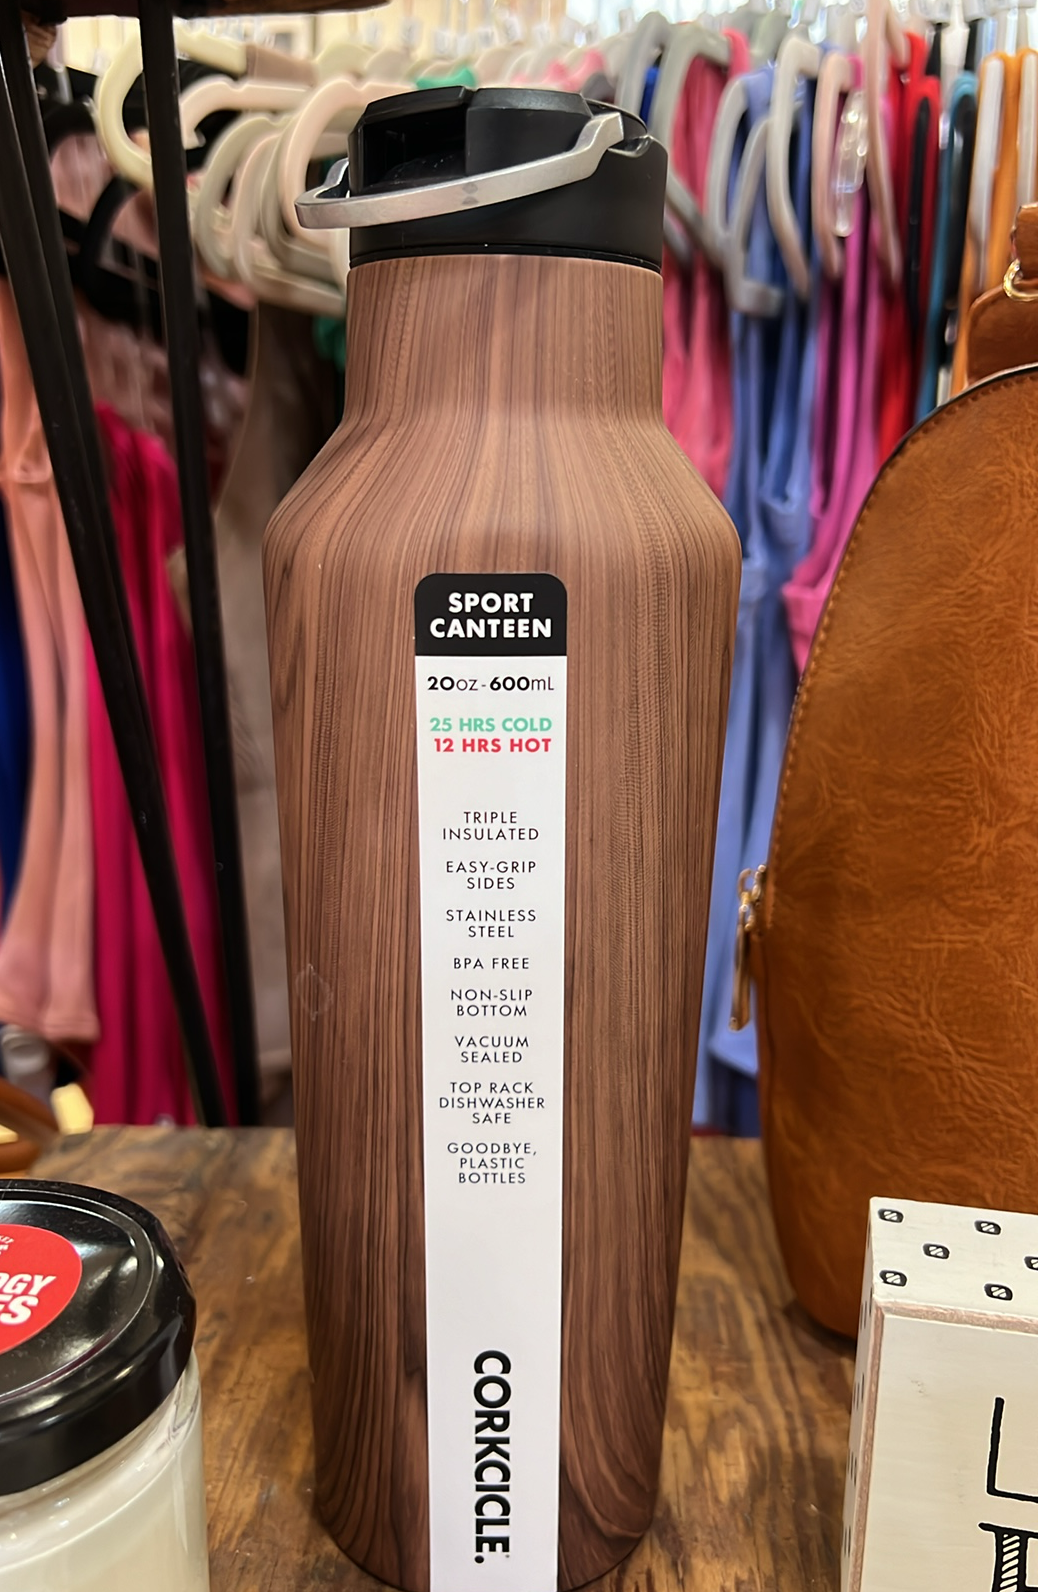 SPORT
CANTEEN
20oz - 600mL
25 HRS COLD
12 HRS HOT
TRIPLE
INSULATED
EASY-GRIP
SIDES
STAINLESS
STEEL
BPA FREE
NON-SLIP
BOTTOM
VACUUM
SEALED
TOP RACK
DISHWASHER
SAFE
GOODBYE,
PLASTIC
BOTTLES
CORKCICLE.